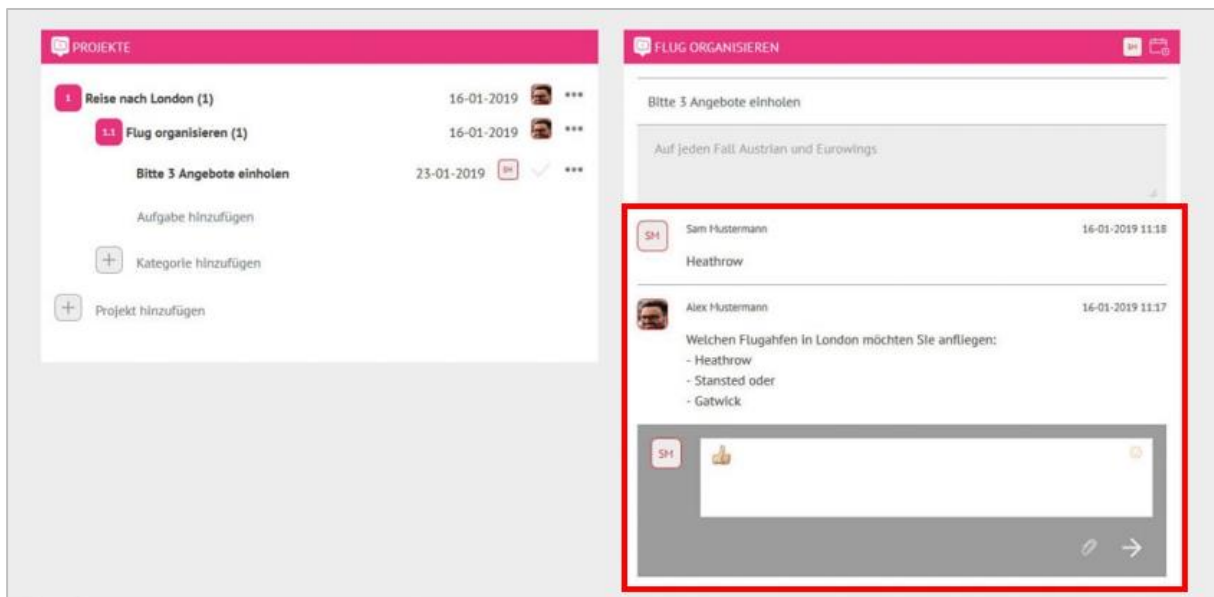 PROJEKTE
1 Reise nach London (1) 16-01-2019
1.1 Flug organisieren (1) 16-01-2019
Bitte 3 Angebote einholen 23-01-2019 SM
Aufgabe hinzufügen
Kategorie hinzufügen
Projekt hinzufügen
FLUG ORGANISIEREN SM
Bitte 3 Angebote einholen
Auf jeden Fall Austrian und Eurowings
SM Sam Mustermann 16-01-2019 11:18
Heathrow
Alex Mustermann 16-01-2019 11:17
Welchen Flugahfen in London möchten Sie anfliegen:
- Heathrow
- Stansted oder
- Gatwick
SM